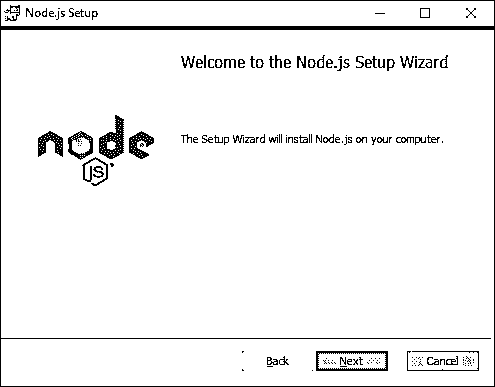 Node.js Setup
Welcome to the Node.js Setup Wizard
node
JS
The Setup Wizard will install Node.js on your computer.
Back Next Cancel